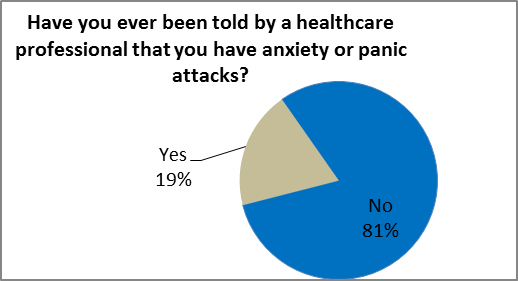 Have you ever been told by a healthcare
professional that you have anxiety or panic
attacks?
Yes
19%
No
81%